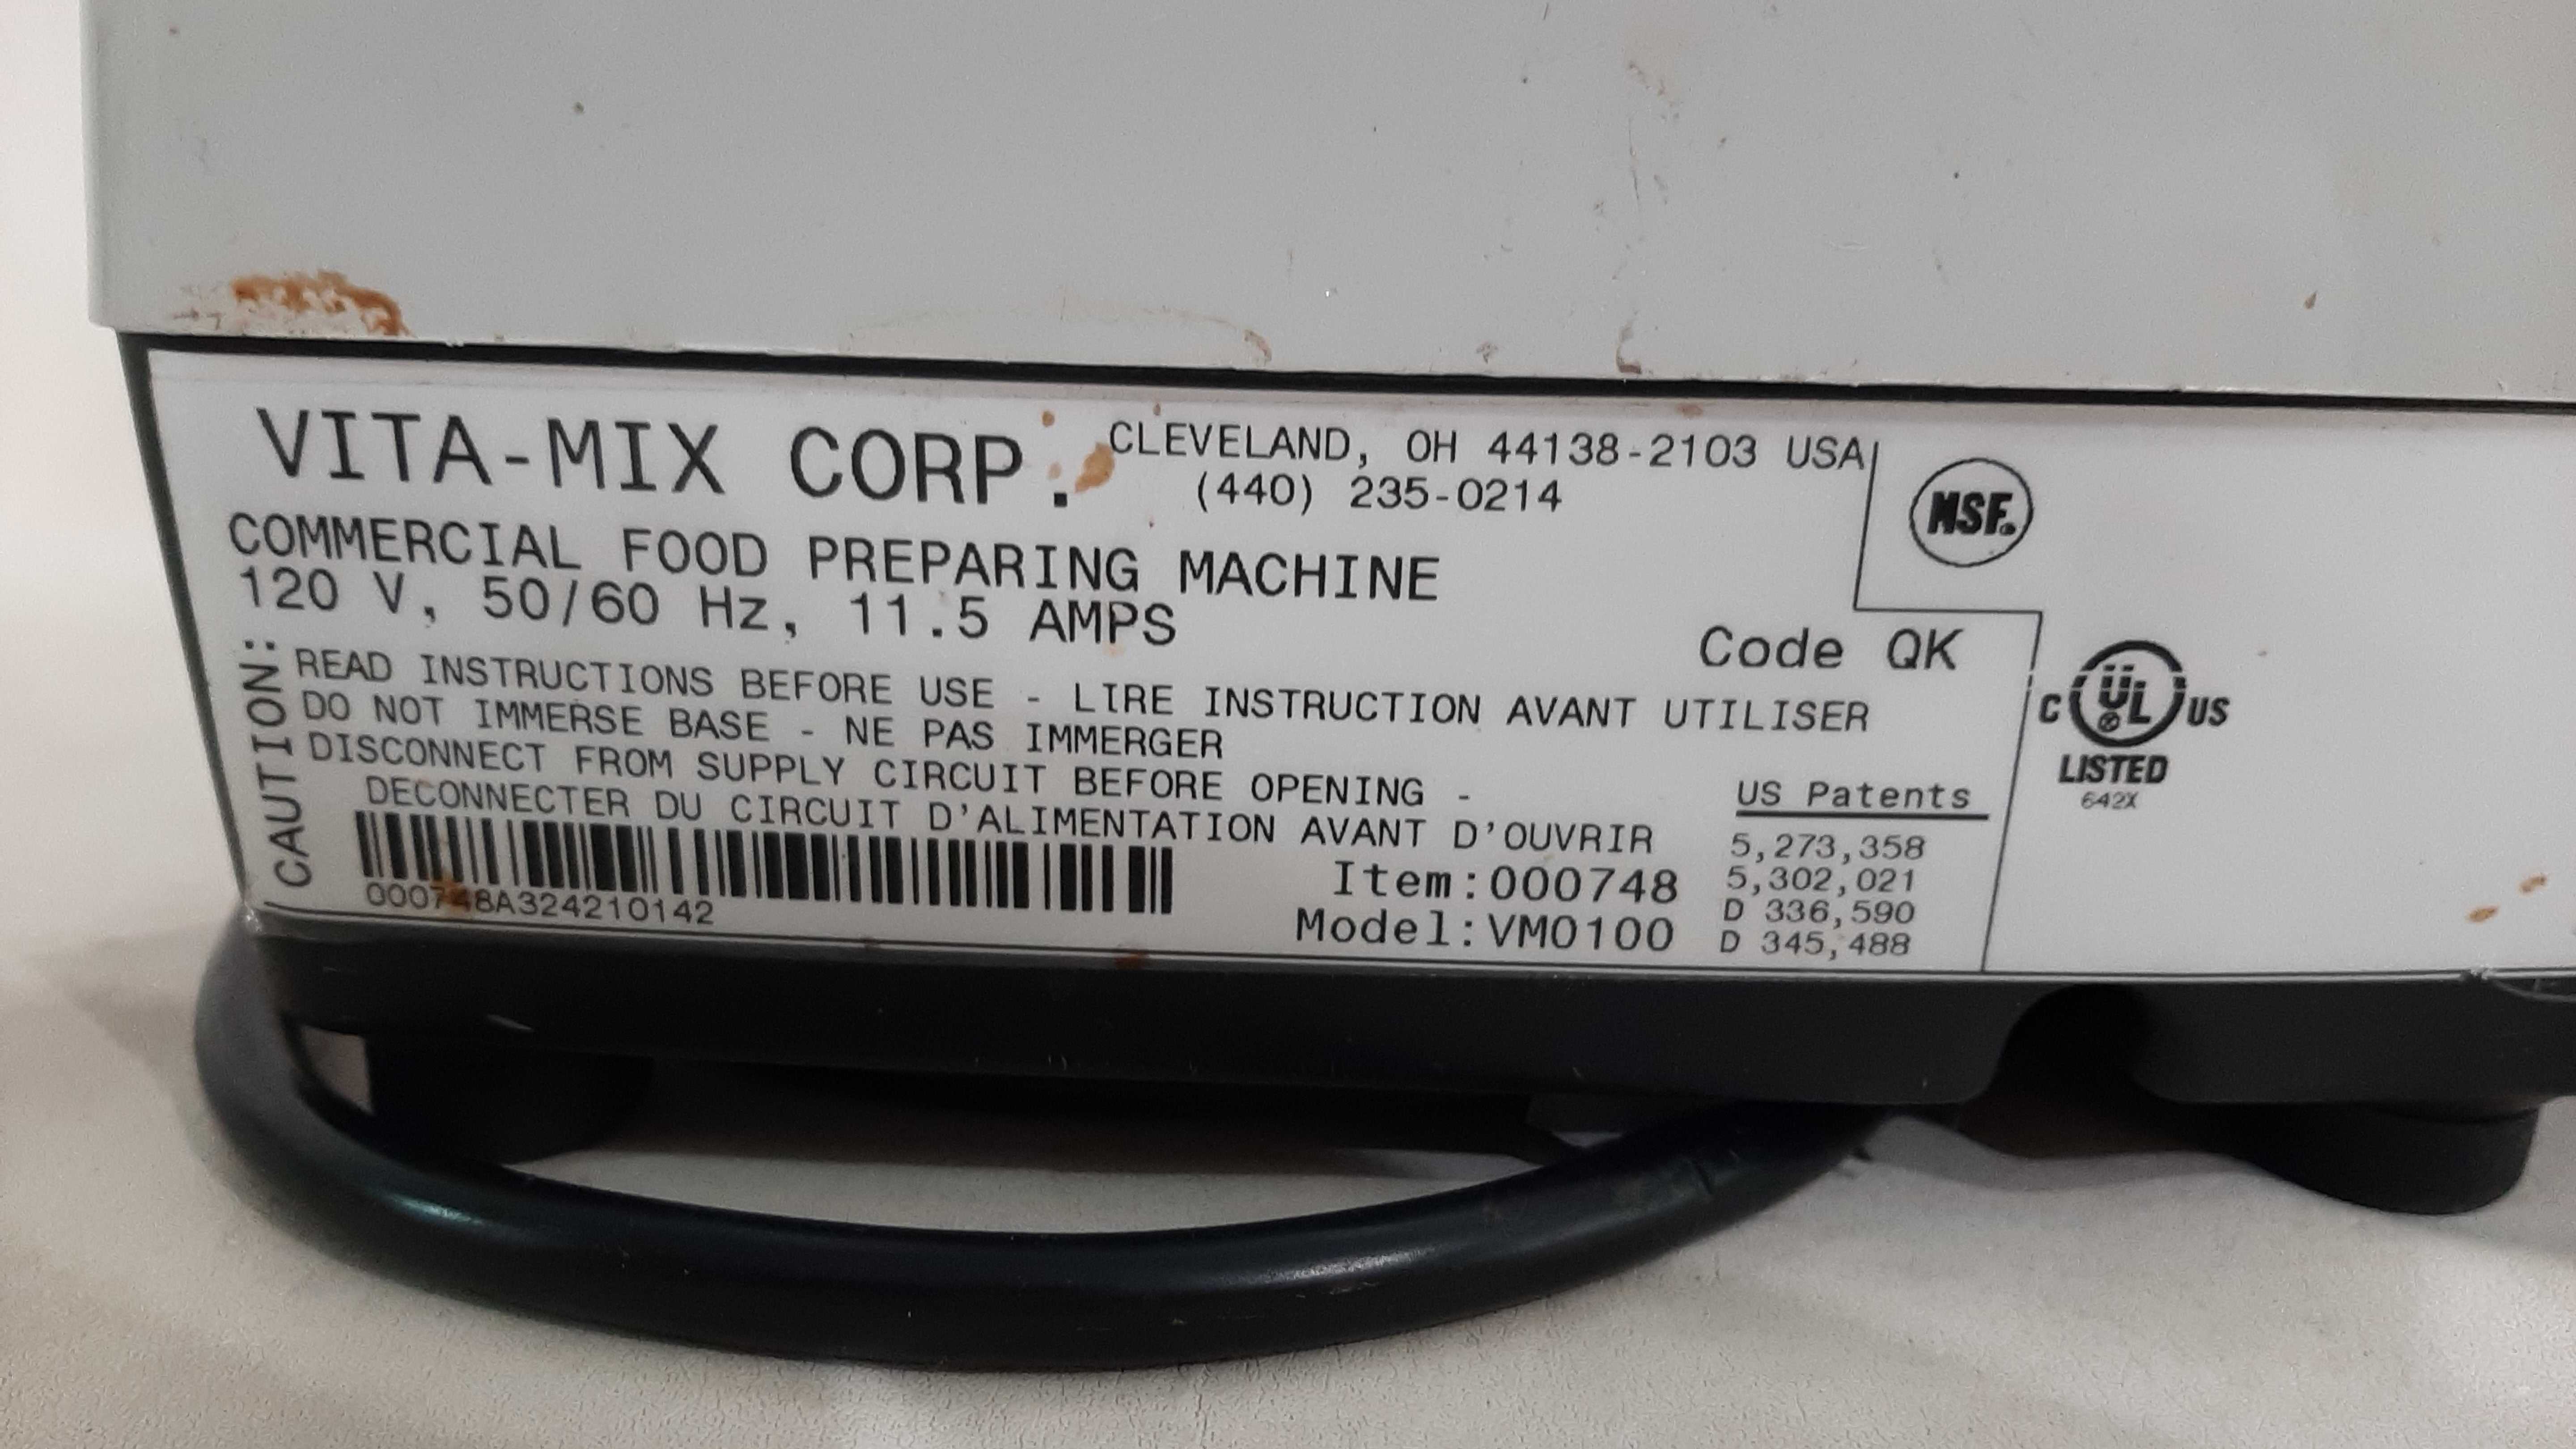 VITA-MIX CORP.
CLEVELAND, OH 44138-2103 USA
(440) 235-0214
NSF®
COMMERCIAL FOOD PREPARING MACHINE
120 V, 50/60 Hz, 11.5 AMPS
Code QK
CAUTION:
READ INSTRUCTIONS BEFORE USE - LIRE INSTRUCTION AVANT UTILISER
DO NOT IMMERSE BASE - NE PAS IMMERGER
DISCONNECT FROM SUPPLY CIRCUIT BEFORE OPENING -
DECONNECTER DU CIRCUIT D'ALIMENTATION AVANT D'OUVRIR
000748A324210142
Item:000748
Model:VM0100
US Patents
5,273,358
5,302,021
D 336,590
D 345,488
C UL® US
LISTED
642X